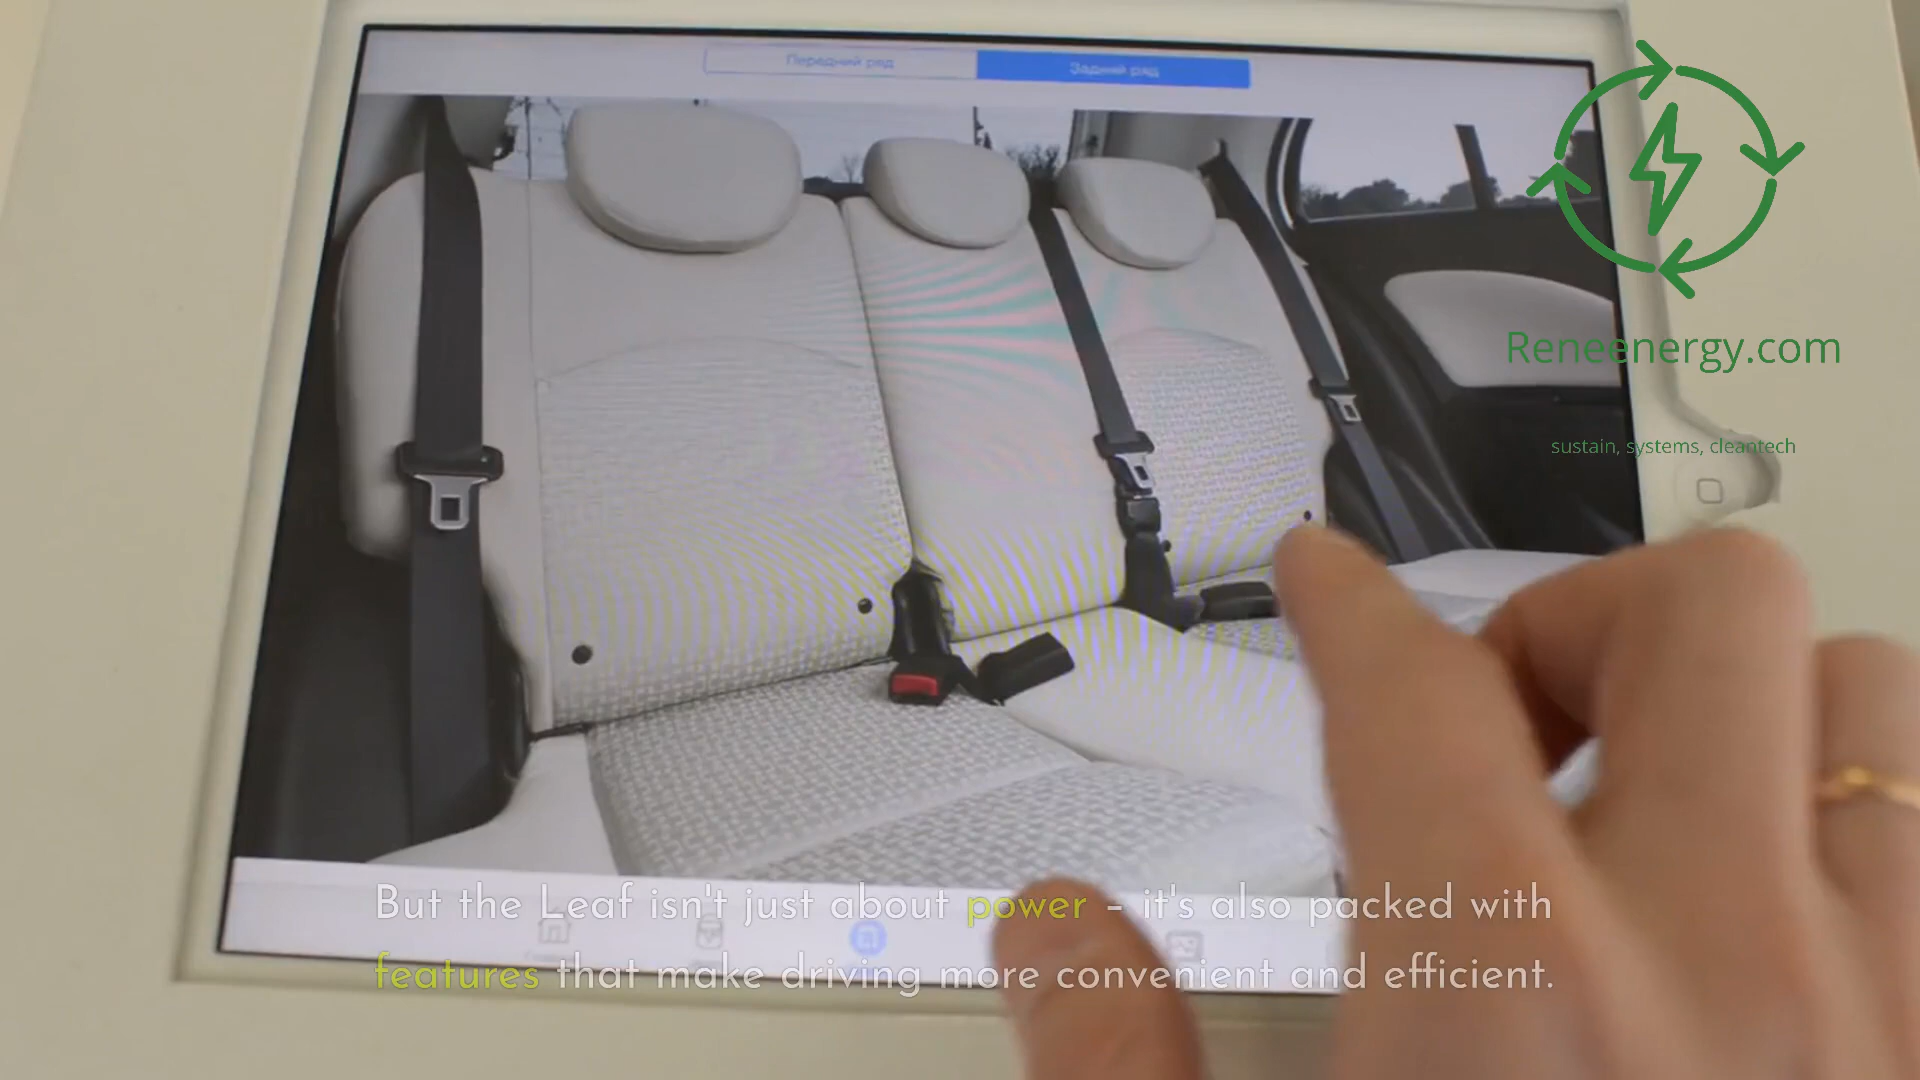 Передний ряд
Задний ряд
Reneenergy.com
sustain, systems, cleantech
But the Leaf isn't just about power - it's also packed with
features that make driving more convenient and efficient.